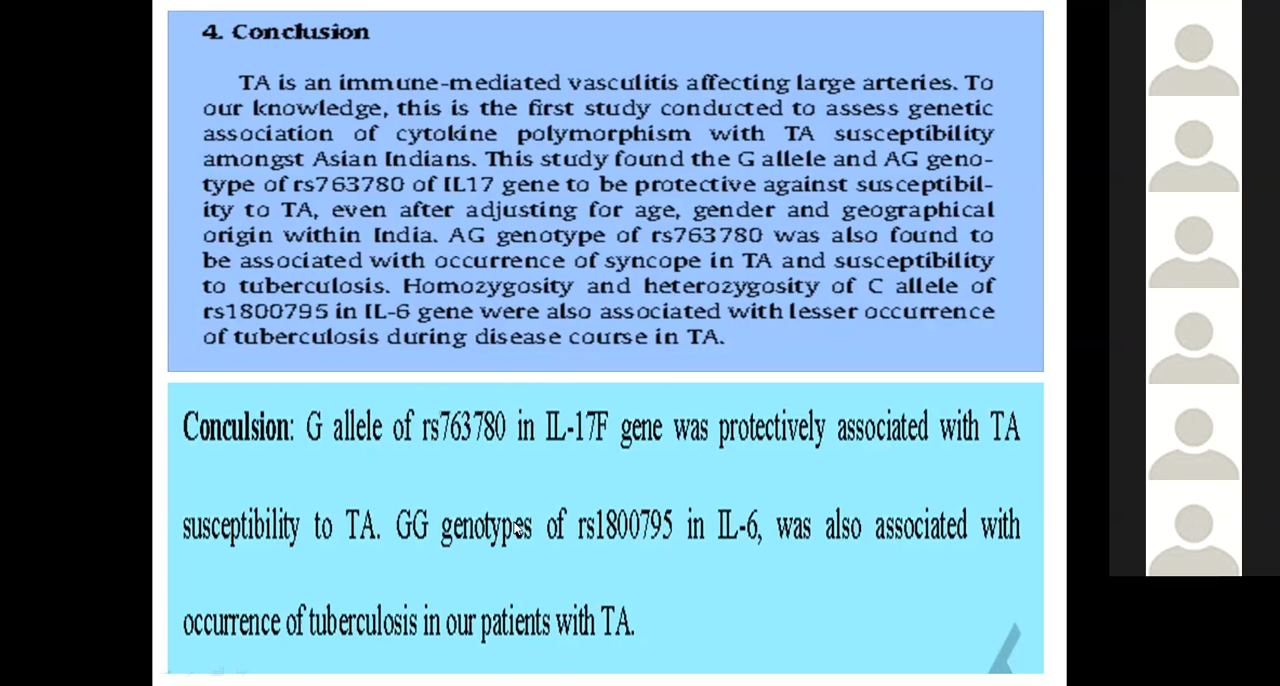 4. Conclusion
TA is an immune-mediated vasculitis affecting large arteries. To
our knowledge, this is the first study conducted to assess genetic
association of cytokine polymorphism with TA susceptibility
amongst Asian Indians. This study found the G allele and AG geno-
type of rs763780 of IL17 gene to be protective against susceptibil-
ity to TA, even after adjusting for age, gender and geographical
origin within India. AG genotype of rs763780 was also found to
be associated with occurrence of syncope in TA and susceptibility
to tuberculosis. Homozygosity and heterozygosity of C allele of
rs1800795 in IL-6 gene were also associated with lesser occurrence
of tuberculosis during disease course in TA.
Conculsion: G allele of rs763780 in IL-17F gene was protectively associated with TA
susceptibility to TA. GG genotypes of rs1800795 in IL-6, was also associated with
occurrence of tuberculosis in our patients with TA.